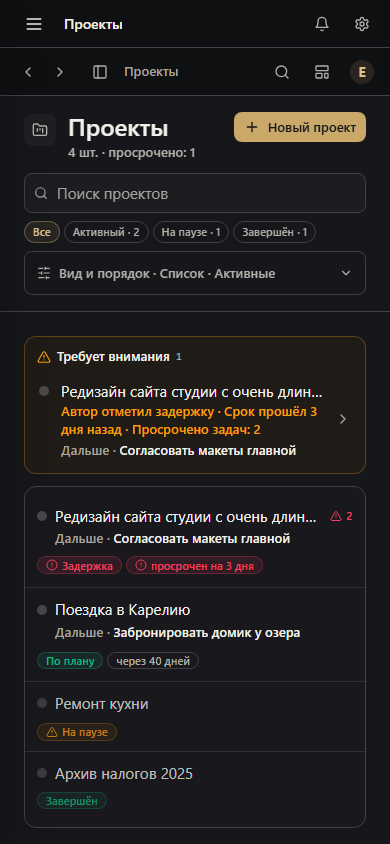 Проекты
Проекты
E
Проекты
Новый проект
4 шт. · просрочено: 1
Поиск проектов
Все
Активный · 2
На паузе · 1
Завершён · 1
Вид и порядок · Список · Активные
Требует внимания 1
Редизайн сайта студии с очень длин...
Автор отметил задержку · Срок прошёл 3
дня назад · Просрочено задач: 2
Дальше · Согласовать макеты главной
Редизайн сайта студии с очень длин... 2
Дальше · Согласовать макеты главной
Задержка
просрочен на 3 дня
Поездка в Карелию
Дальше · Забронировать домик у озера
По плану
через 40 дней
Ремонт кухни
На паузе
Архив налогов 2025
Завершён